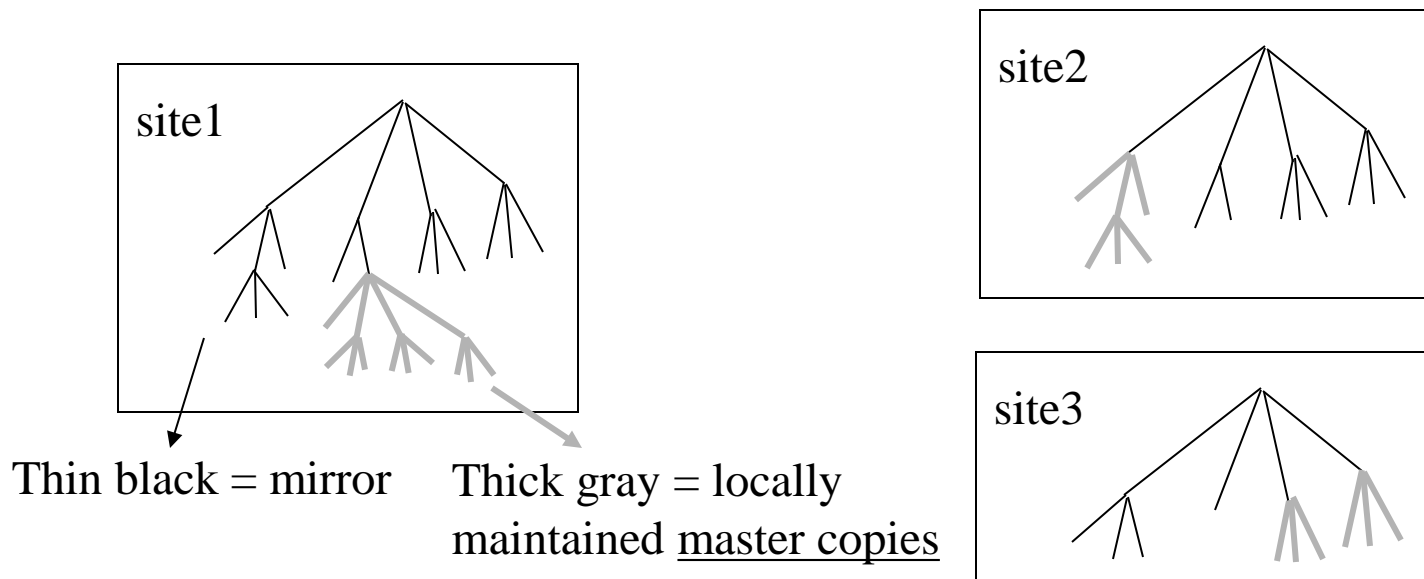 site1
site2
site3
Thin black = mirror
Thick gray = locally
maintained master copies